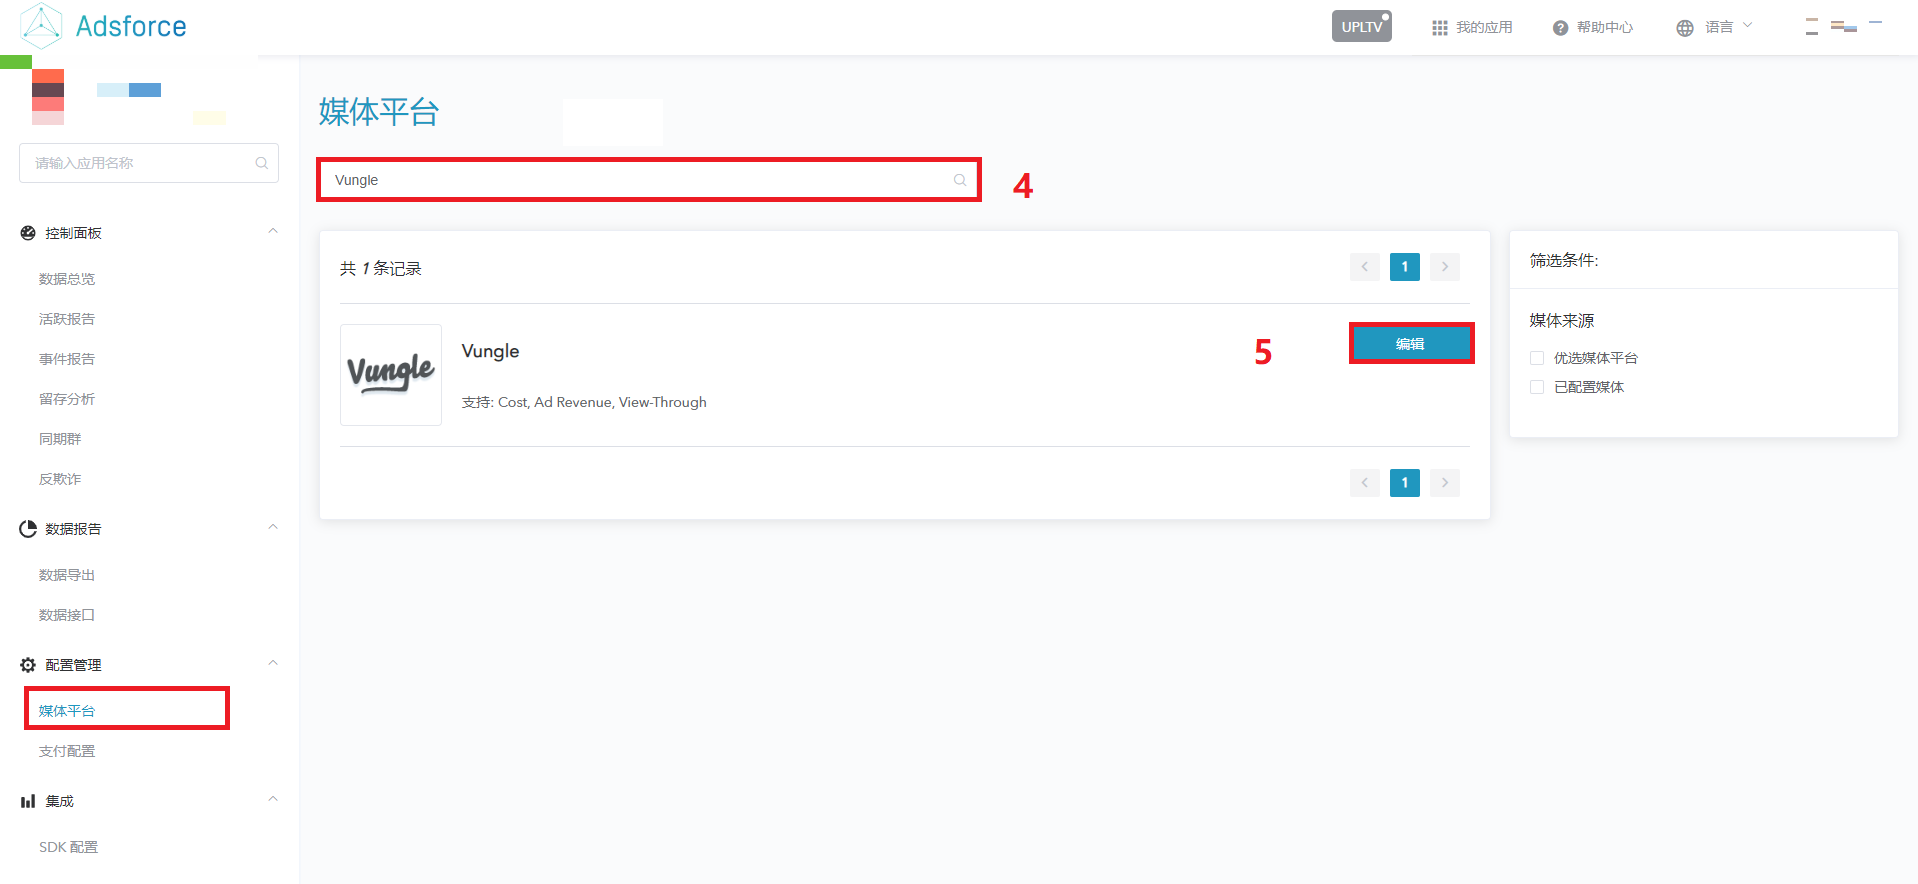 Adsforce
UPLTV
我的应用
帮助中心
语言
请输入应用名称
控制面板
数据总览
活跃报告
事件报告
留存分析
同期群
反欺诈
数据报告
数据导出
数据接口
配置管理
媒体平台
支付配置
集成
SDK 配置
媒体平台
Vungle
4
共 1 条记录
1
Vungle
Vungle
5
编辑
支持: Cost, Ad Revenue, View-Through
1
筛选条件:
媒体来源
优选媒体平台
已配置媒体